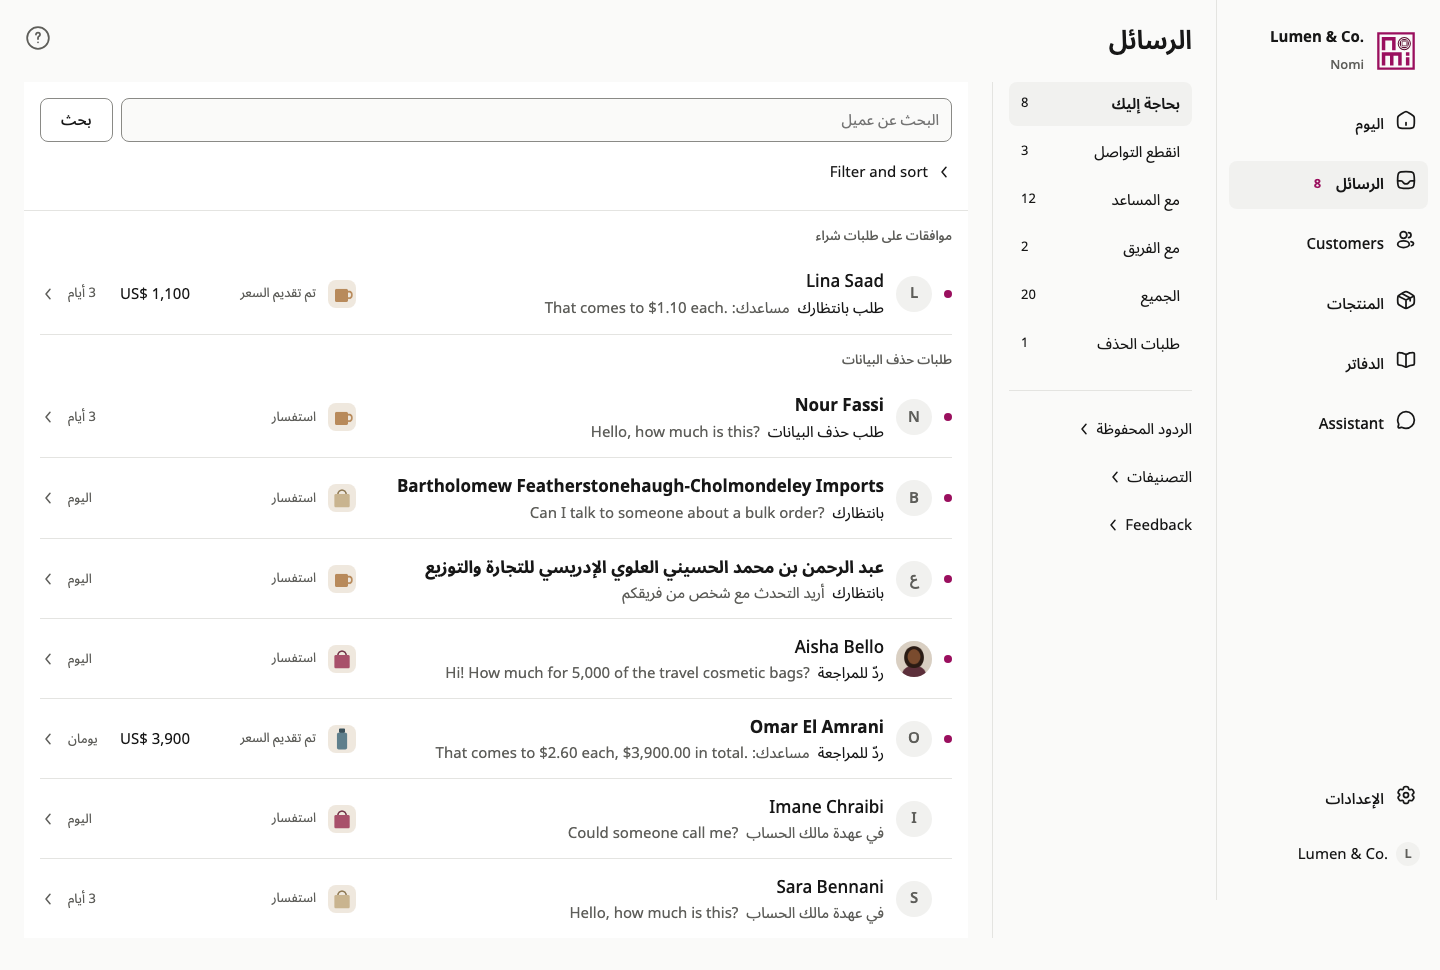 Lumen & Co.
Nomi
اليوم
الرسائل 8
Customers
المنتجات
الدفاتر
Assistant
الإعدادات
L Lumen & Co.
الرسائل
بحاجة إليك 8
انقطع التواصل 3
مع المساعد 12
مع الفريق 2
الجميع 20
طلبات الحذف 1
الردود المحفوظة
التصنيفات
Feedback
?
البحث عن عميل
بحث
Filter and sort
موافقات على طلبات شراء
L
Lina Saad
طلب بانتظارك مساعدك: That comes to $1.10 each.
تم تقديم السعر
US$ 1,100
3 أيام
طلبات حذف البيانات
N
Nour Fassi
طلب حذف البيانات Hello, how much is this?
استفسار
3 أيام
B
Bartholomew Featherstonehaugh-Cholmondeley Imports
بانتظارك Can I talk to someone about a bulk order?
استفسار
اليوم
ع
عبد الرحمن بن محمد الحسيني العلوي الإدريسي للتجارة والتوزيع
بانتظارك أريد التحدث مع شخص من فريقكم
استفسار
اليوم
Aisha Bello
ردّ للمراجعة Hi! How much for 5,000 of the travel cosmetic bags?
استفسار
اليوم
O
Omar El Amrani
ردّ للمراجعة مساعدك: That comes to $2.60 each, $3,900.00 in total.
تم تقديم السعر
US$ 3,900
يومان
I
Imane Chraibi
في عهدة مالك الحساب Could someone call me?
استفسار
اليوم
S
Sara Bennani
في عهدة مالك الحساب Hello, how much is this?
استفسار
3 أيام